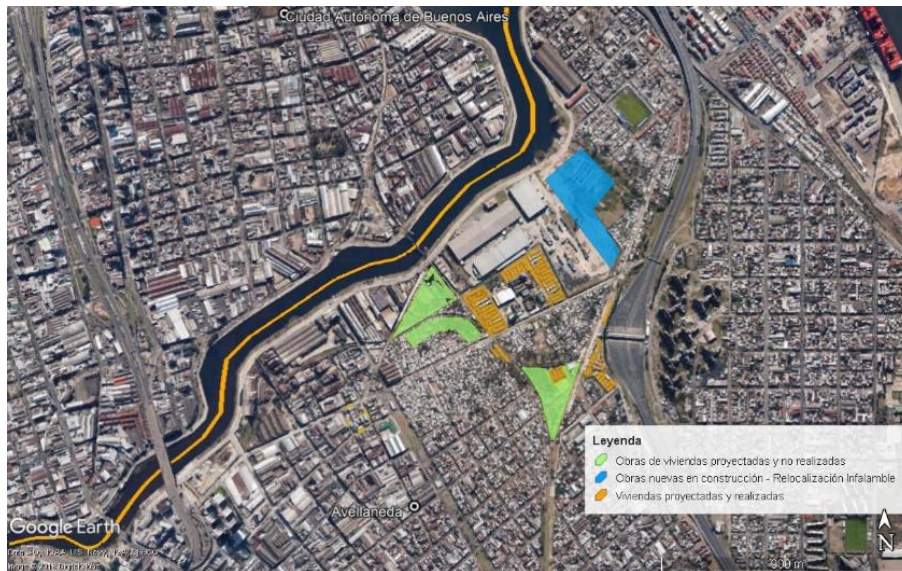 Ciudad Autónoma de Buenos Aires
Leyenda
Obras de viviendas proyectadas y no realizadas
Obras nuevas en construcción - Relocalización Infalamble
Viviendas proyectadas y realizadas
Avellaneda
Google Earth
N